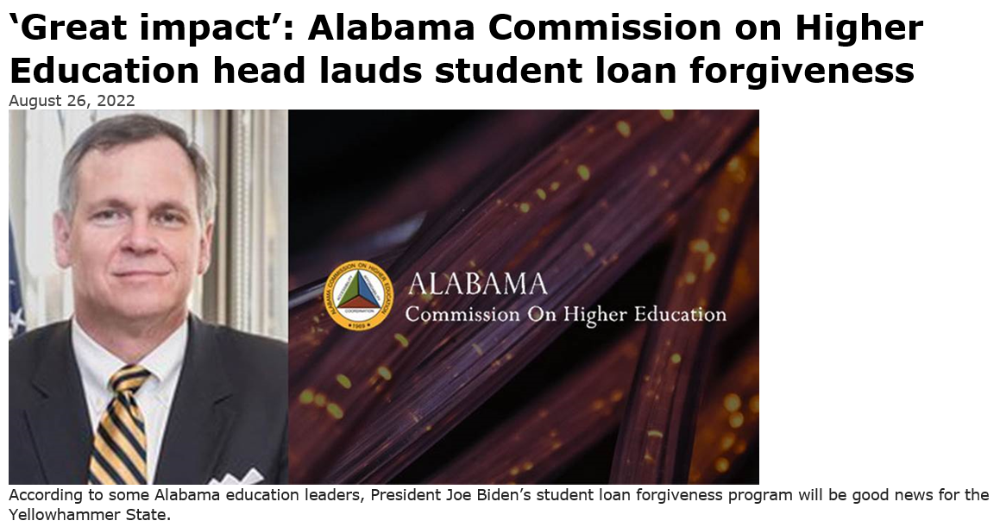 ‘Great impact’: Alabama Commission on Higher
Education head lauds student loan forgiveness
August 26, 2022
ALABAMA COMMISSION ON HIGHER EDUCATION
ACCESSIBILITY
COORDINATION
1969
ALABAMA
Commission On Higher Education
According to some Alabama education leaders, President Joe Biden’s student loan forgiveness program will be good news for the
Yellowhammer State.